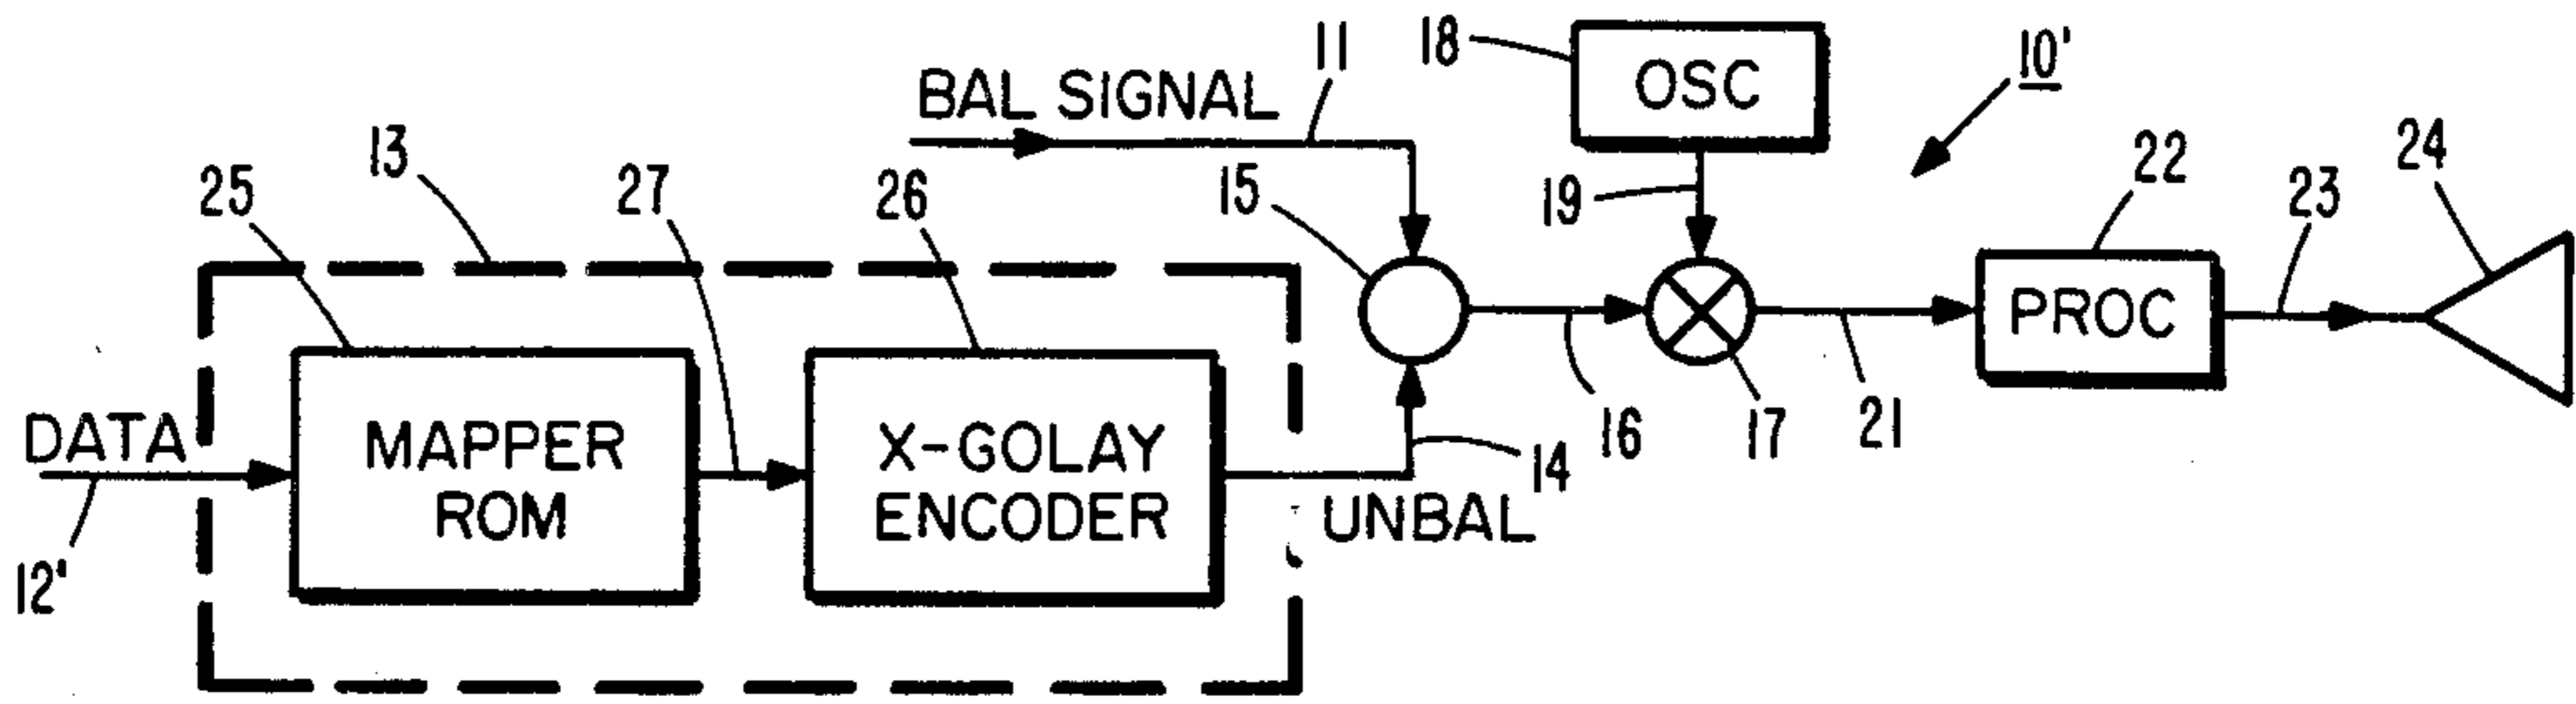 11
18
OSC
10'
BAL SIGNAL
13
25
27
26
15
19
22
23
24
PROC
DATA
MAPPER
ROM
X-GOLAY
ENCODER
14
16
17
21
UNBAL
12'